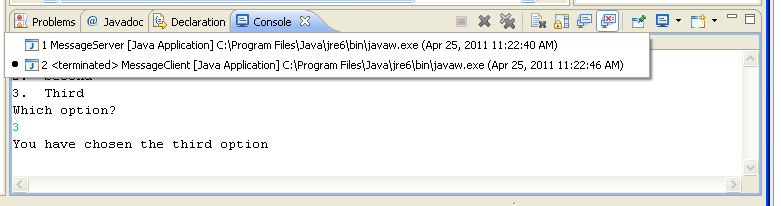 Problems @ Javadoc Declaration Console
1 MessageServer [Java Application] C:\Program Files\Java\jre6\bin\javaw.exe (Apr 25, 2011 11:22:40 AM)
2 <terminated> MessageClient [Java Application] C:\Program Files\Java\jre6\bin\javaw.exe (Apr 25, 2011 11:22:46 AM)
3. Third
Which option?
3
You have chosen the third option